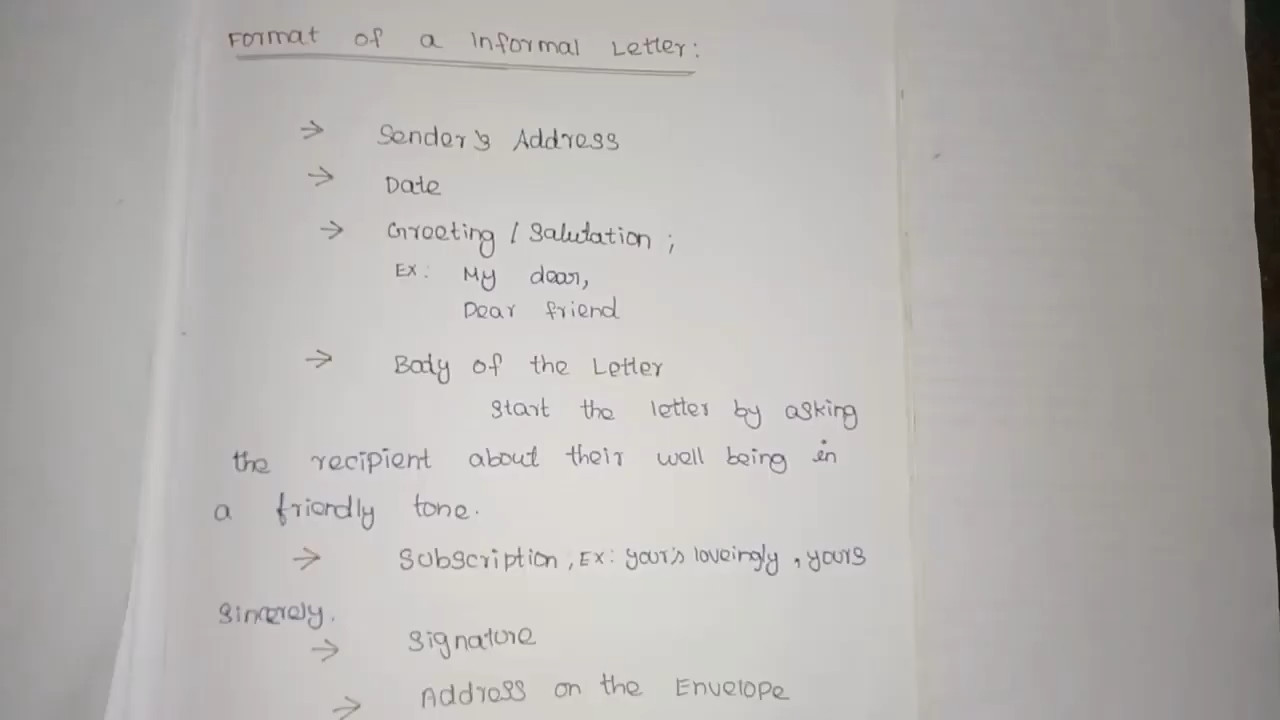 Format of a Informal Letter:
→ Sender's Address
→ Date
→ Greeting / Salutation ;
Ex: My dear,
Dear friend
→ Body of the Letter
Start the letter by asking
the recipient about their well being in
a friendly tone.
→ Subscription, Ex: your's loveingly, yours
sincerely.
→ Signature
→ Address on the Envelope